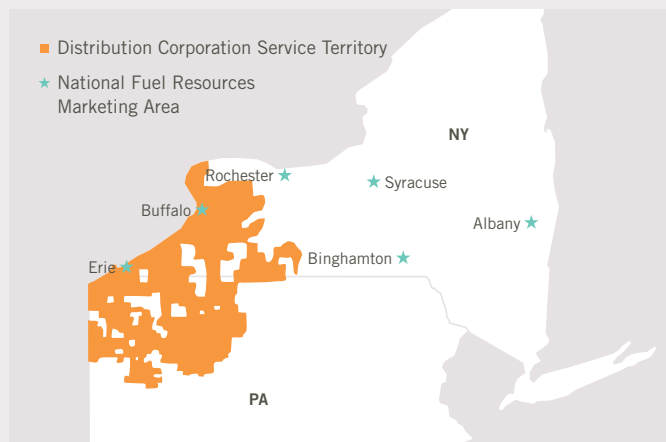 Distribution Corporation Service Territory
National Fuel Resources
Marketing Area
NY
Rochester
Syracuse
Buffalo
Albany
Binghamton
Erie
PA